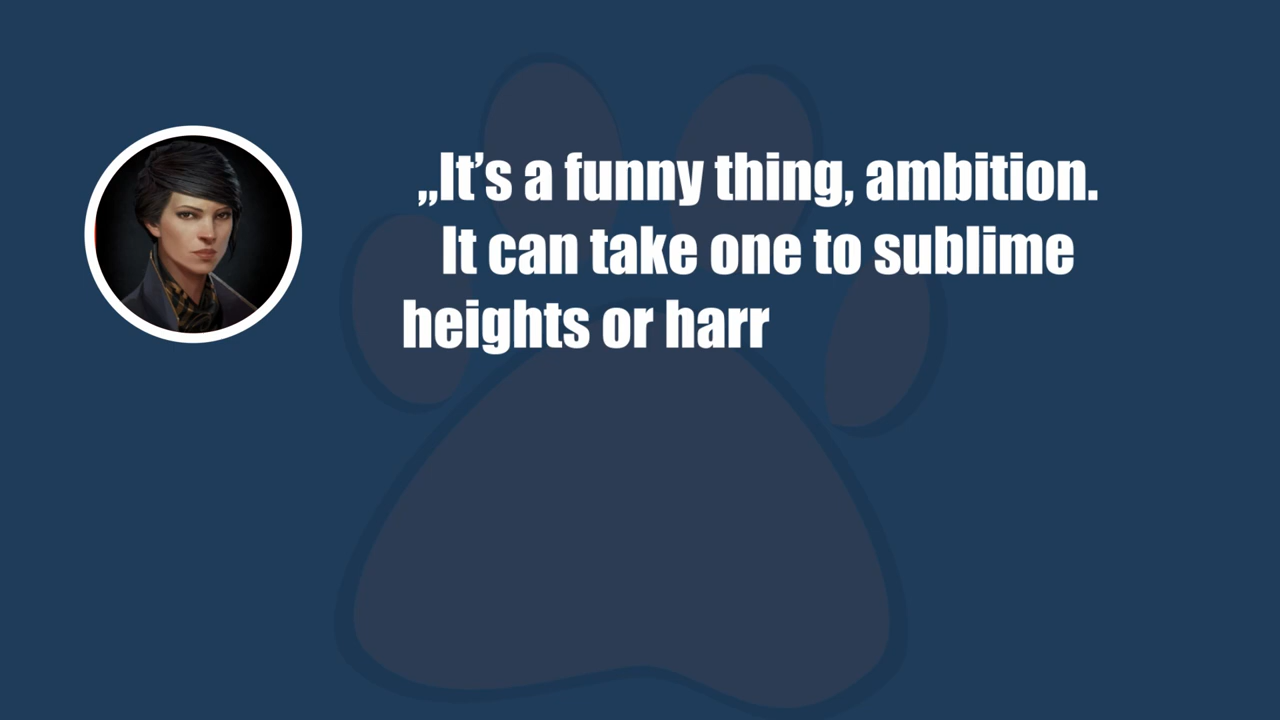 „It’s a funny thing, ambition.
It can take one to sublime
heights or harr